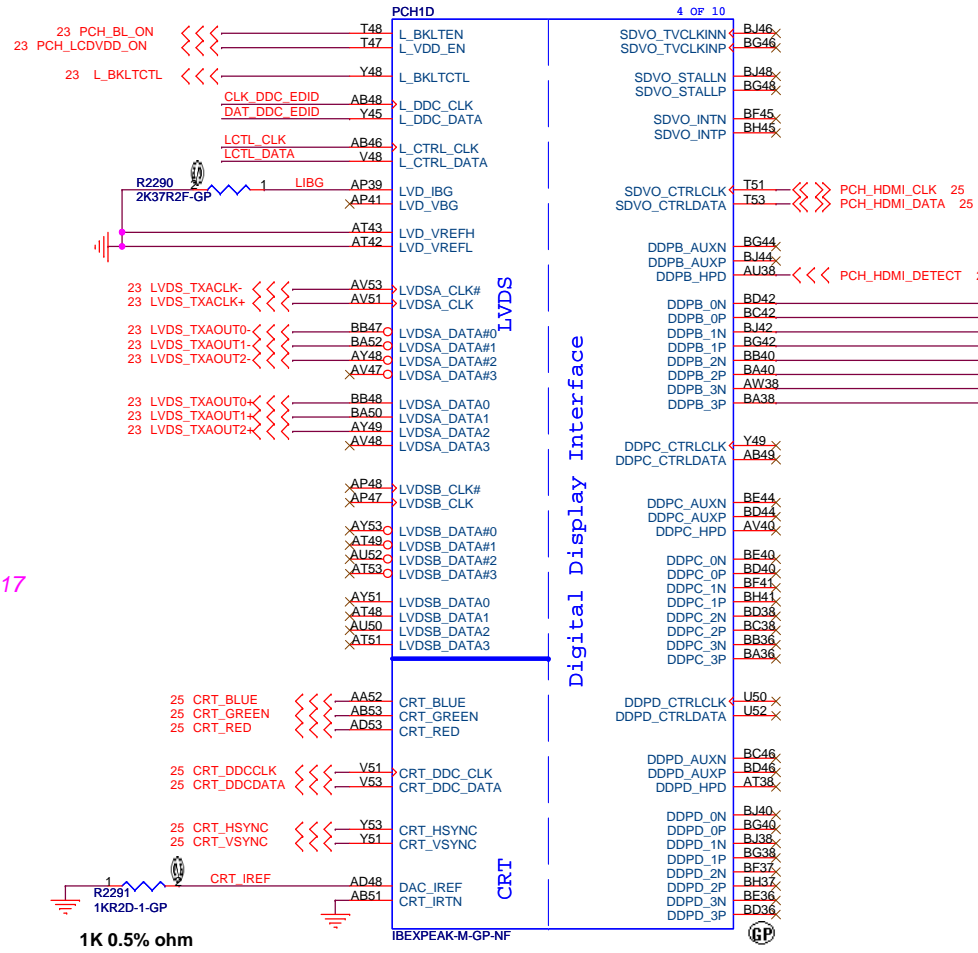 PCH1D
4 OF 10
23 PCH_BL_ON T48 L_BKLTEN
23 PCH_LCDVDD_ON T47 L_VDD_EN
23 L_BKLTCTL Y48 L_BKLTCTL
CLK_DDC_EDID AB48 L_DDC_CLK
DAT_DDC_EDID Y45 L_DDC_DATA
LCTL_CLK AB46 L_CTRL_CLK
LCTL_DATA V48 L_CTRL_DATA
R2290 2 1 LIBG AP39 LVD_IBG
2K37R2F-GP AP41 LVD_VBG
AT43 LVD_VREFH
AT42 LVD_VREFL
23 LVDS_TXACLK- AV53 LVDSA_CLK#
23 LVDS_TXACLK+ AV51 LVDSA_CLK
23 LVDS_TXAOUT0- BB47 LVDSA_DATA#0
23 LVDS_TXAOUT1- BA52 LVDSA_DATA#1
23 LVDS_TXAOUT2- AY48 LVDSA_DATA#2
AV47 LVDSA_DATA#3
23 LVDS_TXAOUT0+ BB48 LVDSA_DATA0
23 LVDS_TXAOUT1+ BA50 LVDSA_DATA1
23 LVDS_TXAOUT2+ AY49 LVDSA_DATA2
AV48 LVDSA_DATA3
AP48 LVDSB_CLK#
AP47 LVDSB_CLK
AY53 LVDSB_DATA#0
AT49 LVDSB_DATA#1
AU52 LVDSB_DATA#2
AT53 LVDSB_DATA#3
17
AY51 LVDSB_DATA0
AT48 LVDSB_DATA1
AU50 LVDSB_DATA2
AT51 LVDSB_DATA3
25 CRT_BLUE AA52 CRT_BLUE
25 CRT_GREEN AB53 CRT_GREEN
25 CRT_RED AD53 CRT_RED
25 CRT_DDCCLK V51 CRT_DDC_CLK
25 CRT_DDCDATA V53 CRT_DDC_DATA
25 CRT_HSYNC Y53 CRT_HSYNC
25 CRT_VSYNC Y51 CRT_VSYNC
1 2 CRT_IREF AD48 DAC_IREF
R2291 AB51 CRT_IRTN
1KR2D-1-GP
1K 0.5% ohm
LVDS
CRT
Digital Display Interface
SDVO_TVCLKINN BJ46
SDVO_TVCLKINP BG46
SDVO_STALLN BJ48
SDVO_STALLP BG48
SDVO_INTN BF45
SDVO_INTP BH45
SDVO_CTRLCLK T51 PCH_HDMI_CLK 25
SDVO_CTRLDATA T53 PCH_HDMI_DATA 25
DDPB_AUXN BG44
DDPB_AUXP BJ44
DDPB_HPD AU38 PCH_HDMI_DETECT
DDPB_0N BD42
DDPB_0P BC42
DDPB_1N BJ42
DDPB_1P BG42
DDPB_2N BB40
DDPB_2P BA40
DDPB_3N AW38
DDPB_3P BA38
DDPC_CTRLCLK Y49
DDPC_CTRLDATA AB49
DDPC_AUXN BE44
DDPC_AUXP BD44
DDPC_HPD AV40
DDPC_0N BE40
DDPC_0P BD40
DDPC_1N BF41
DDPC_1P BH41
DDPC_2N BD38
DDPC_2P BC38
DDPC_3N BB36
DDPC_3P BA36
DDPD_CTRLCLK U50
DDPD_CTRLDATA U52
DDPD_AUXN BC46
DDPD_AUXP BD46
DDPD_HPD AT38
DDPD_0N BJ40
DDPD_0P BG40
DDPD_1N BJ38
DDPD_1P BG38
DDPD_2N BF37
DDPD_2P BH37
DDPD_3N BE36
DDPD_3P BD36
IBEXPEAK-M-GP-NF
GP